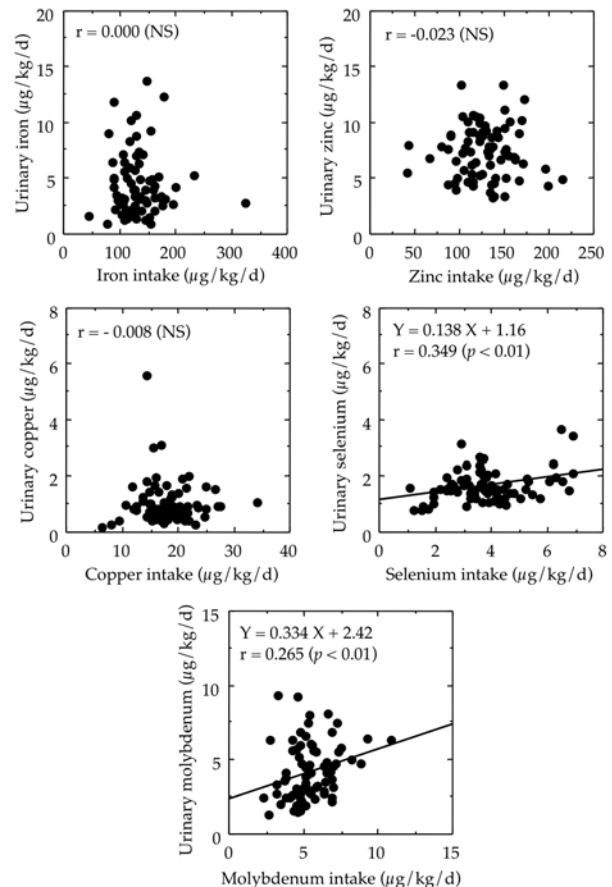 r = 0.000 (NS)
Urinary iron (µg/kg/d)
20
15
10
5
0
0 100 200 300 400
Iron intake (µg/kg/d)
r = -0.023 (NS)
Urinary zinc (µg/kg/d)
20
15
10
5
0
0 50 100 150 200 250
Zinc intake (µg/kg/d)
r = - 0.008 (NS)
Urinary copper (µg/kg/d)
8
6
4
2
0
0 10 20 30 40
Copper intake (µg/kg/d)
Y = 0.138 X + 1.16
r = 0.349 (p < 0.01)
Urinary selenium (µg/kg/d)
8
6
4
2
0
0 2 4 6 8
Selenium intake (µg/kg/d)
Y = 0.334 X + 2.42
r = 0.265 (p < 0.01)
Urinary molybdenum (µg/kg/d)
15
10
5
0
0 5 10 15
Molybdenum intake (µg/kg/d)